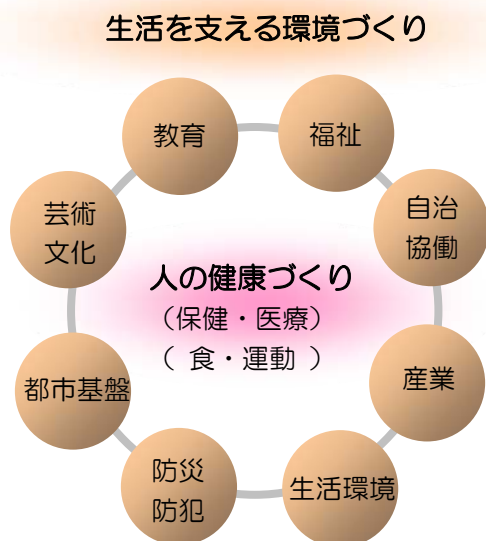 生活を支える環境づくり
教育
福祉
芸術
文化
自治
協働
人の健康づくり
（保健・医療）
（ 食・運動 ）
都市基盤
産業
防災
防犯
生活環境